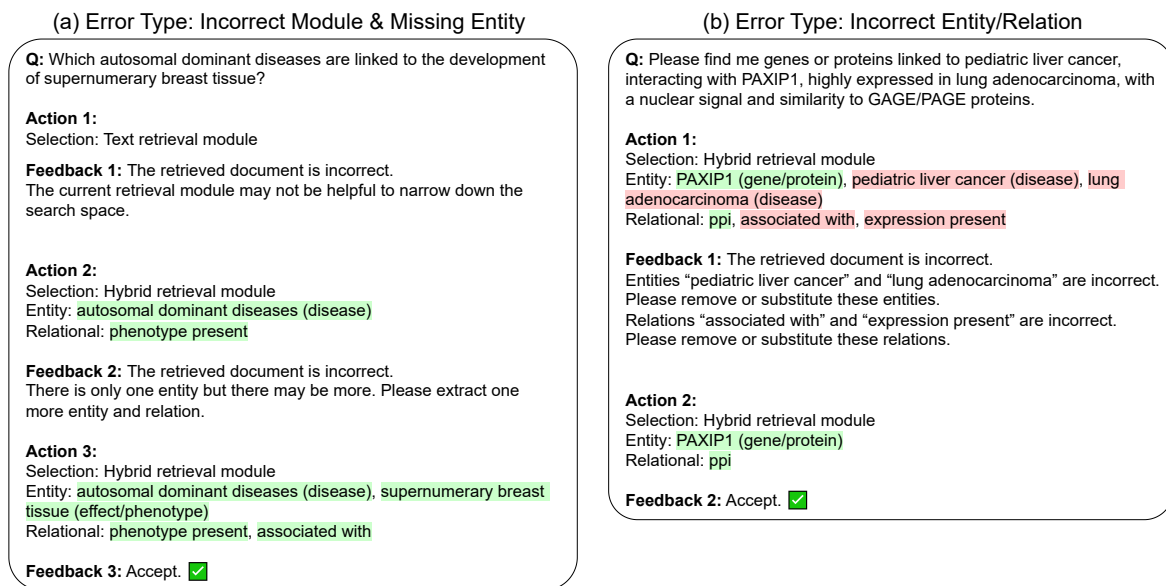 (a) Error Type: Incorrect Module & Missing Entity
Q: Which autosomal dominant diseases are linked to the development
of supernumerary breast tissue?
Action 1:
Selection: Text retrieval module
Feedback 1: The retrieved document is incorrect.
The current retrieval module may not be helpful to narrow down the
search space.
Action 2:
Selection: Hybrid retrieval module
Entity: autosomal dominant diseases (disease)
Relational: phenotype present
Feedback 2: The retrieved document is incorrect.
There is only one entity but there may be more. Please extract one
more entity and relation.
Action 3:
Selection: Hybrid retrieval module
Entity: autosomal dominant diseases (disease), supernumerary breast
tissue (effect/phenotype)
Relational: phenotype present, associated with
Feedback 3: Accept. ✅
(b) Error Type: Incorrect Entity/Relation
Q: Please find me genes or proteins linked to pediatric liver cancer,
interacting with PAXIP1, highly expressed in lung adenocarcinoma, with
a nuclear signal and similarity to GAGE/PAGE proteins.
Action 1:
Selection: Hybrid retrieval module
Entity: PAXIP1 (gene/protein), pediatric liver cancer (disease), lung
adenocarcinoma (disease)
Relational: ppi, associated with, expression present
Feedback 1: The retrieved document is incorrect.
Entities “pediatric liver cancer” and “lung adenocarcinoma” are incorrect.
Please remove or substitute these entities.
Relations “associated with” and “expression present” are incorrect.
Please remove or substitute these relations.
Action 2:
Selection: Hybrid retrieval module
Entity: PAXIP1 (gene/protein)
Relational: ppi
Feedback 2: Accept. ✅